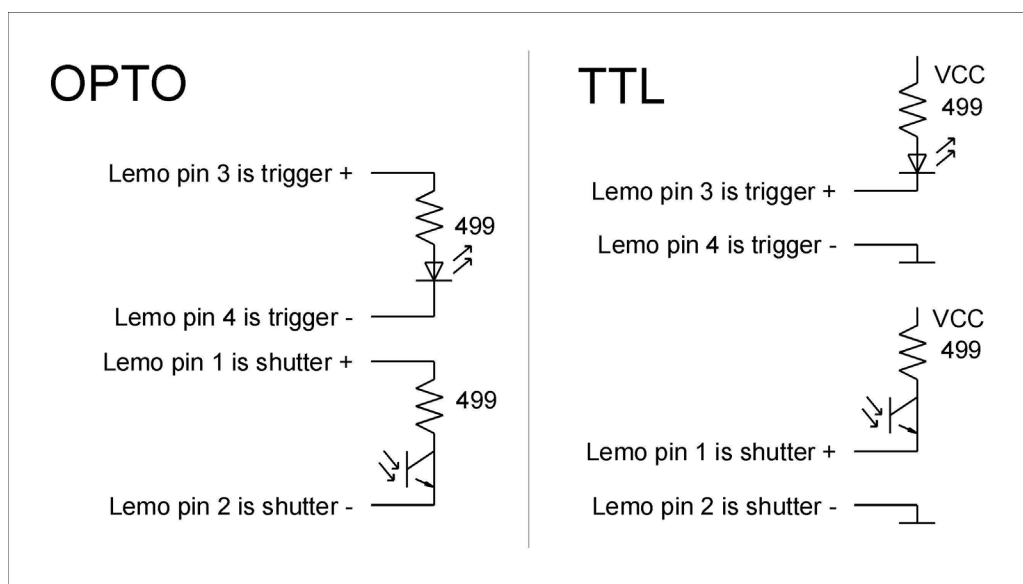 OPTO
Lemo pin 3 is trigger +
499
Lemo pin 4 is trigger -
Lemo pin 1 is shutter +
499
Lemo pin 2 is shutter -
TTL
VCC
499
Lemo pin 3 is trigger +
Lemo pin 4 is trigger -
VCC
499
Lemo pin 1 is shutter +
Lemo pin 2 is shutter -